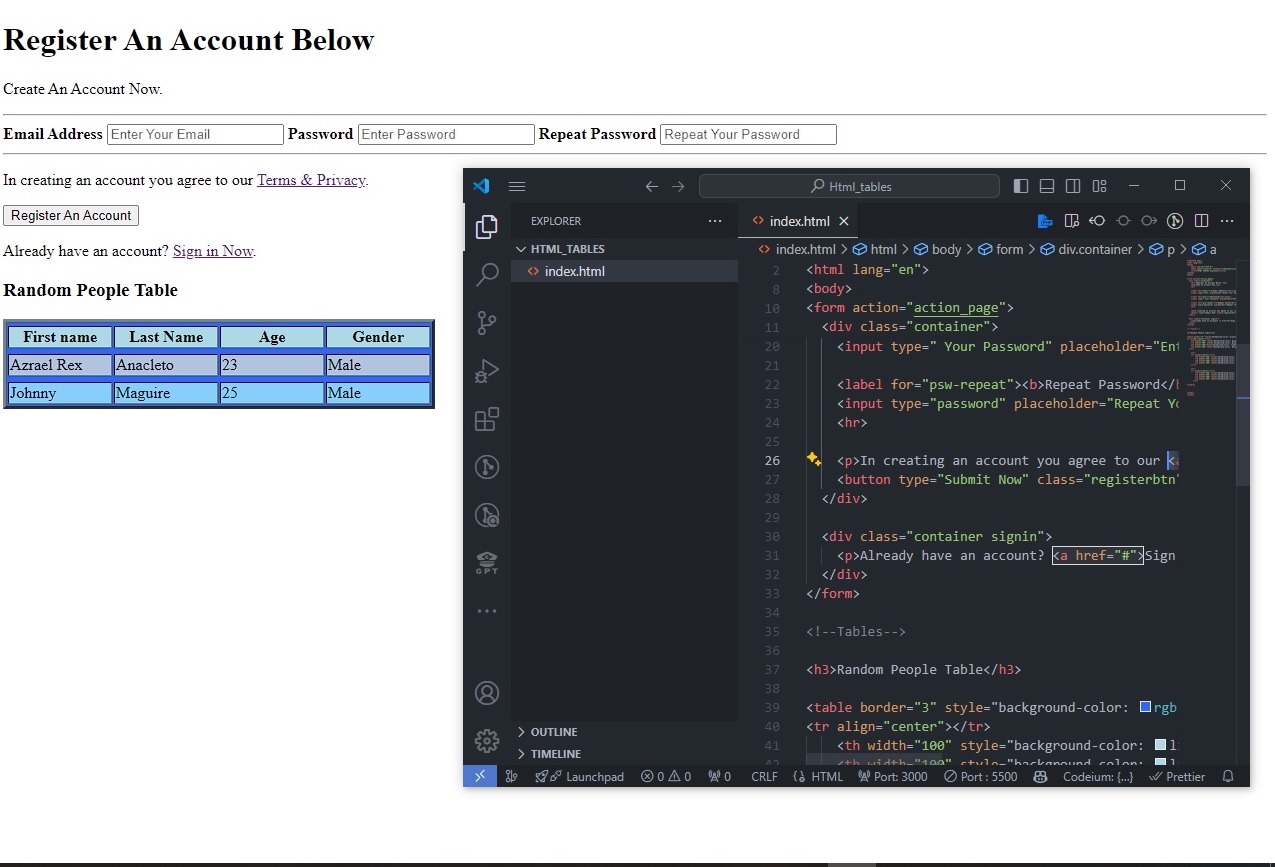 Register An Account Below
Create An Account Now.
Email Address Enter Your Email Password Enter Password Repeat Password Repeat Your Password
In creating an account you agree to our Terms & Privacy.
Register An Account
Already have an account? Sign in Now.
Random People Table
First name Last Name Age Gender
Azrael Rex Anacleto 23 Male
Johnny Maguire 25 Male
Html_tables
EXPLORER
HTML_TABLES
index.html
GPT
OUTLINE
TIMELINE
index.html
index.html > html > body > form > div.container > p > a
2 <html lang="en">
8 <body>
10 <form action="action_page">
11 <div class="container">
20 <input type=" Your Password" placeholder="Ent
21
22 <label for="psw-repeat"><b>Repeat Password</
23 <input type="password" placeholder="Repeat Yo
24 <hr>
25
26 <p>In creating an account you agree to our <
27 <button type="Submit Now" class="registerbtn"
28 </div>
29
30 <div class="container signin">
31 <p>Already have an account? <a href="#">Sign
32 </div>
33 </form>
34
35 <!--Tables-->
36
37 <h3>Random People Table</h3>
38
39 <table border="3" style="background-color: rgb
40 <tr align="center"></tr>
41 <th width="100" style="background-color: l
42 <th width="100" style="background-color: l
Launchpad 0 0 0 CRLF HTML Port: 3000 Port : 5500 Codeium: {...} Prettier